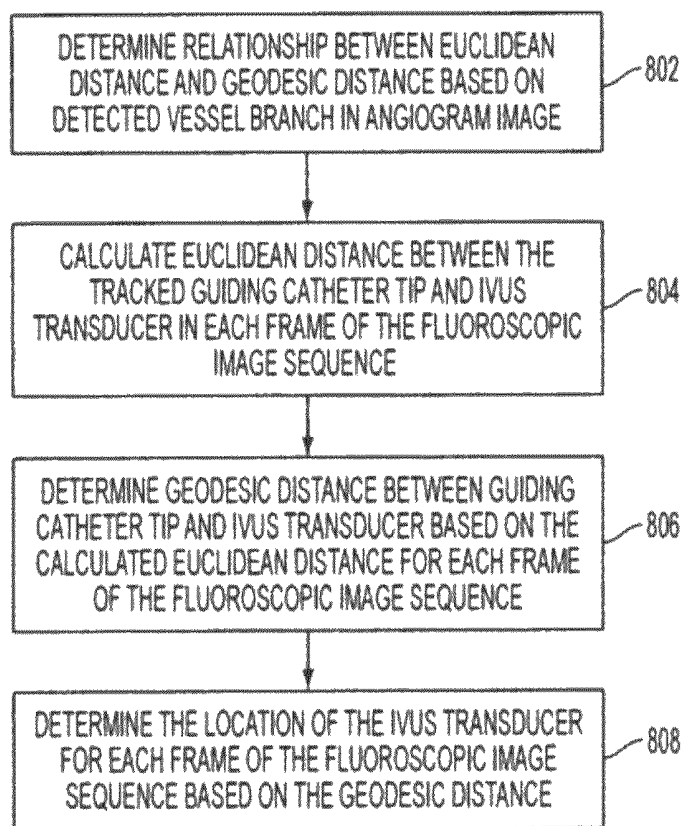 DETERMINE RELATIONSHIP BETWEEN EUCLIDEAN
DISTANCE AND GEODESIC DISTANCE BASED ON
DETECTED VESSEL BRANCH IN ANGIOGRAM IMAGE
802
CALCULATE EUCLIDEAN DISTANCE BETWEEN THE
TRACKED GUIDING CATHETER TIP AND IVUS
TRANSDUCER IN EACH FRAME OF THE FLUOROSCOPIC
IMAGE SEQUENCE
804
DETERMINE GEODESIC DISTANCE BETWEEN GUIDING
CATHETER TIP AND IVUS TRANSDUCER BASED ON THE
CALCULATED EUCLIDEAN DISTANCE FOR EACH FRAME
OF THE FLUOROSCOPIC IMAGE SEQUENCE
806
DETERMINE THE LOCATION OF THE IVUS TRANSDUCER
FOR EACH FRAME OF THE FLUOROSCOPIC IMAGE
SEQUENCE BASED ON THE GEODESIC DISTANCE
808